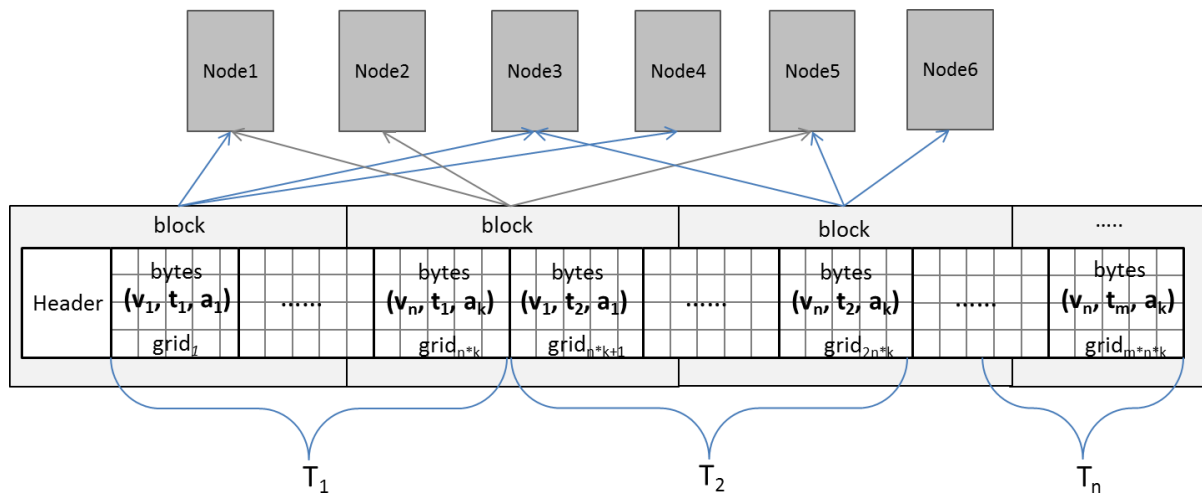 Node1
Node2
Node3
Node4
Node5
Node6
block
block
block
.....
Header
bytes
(v₁, t₁, a₁)
grid₁
......
bytes
(vₙ, t₁, aₖ)
gridₙ*ₖ
bytes
(v₁, t₂, a₁)
gridₙ*ₖ₊₁
......
bytes
(vₙ, t₂, aₖ)
grid₂ₙ*ₖ
......
bytes
(vₙ, tₘ, aₖ)
gridₘ*ₙ*ₖ
T₁
T₂
Tₙ